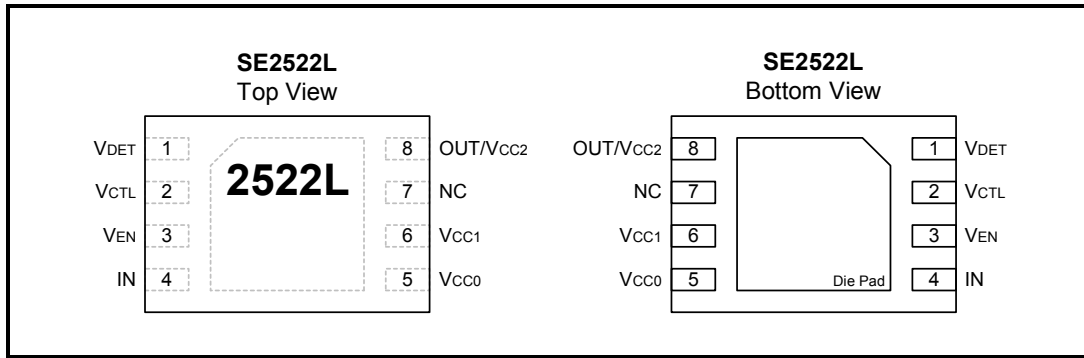 SE2522L
Top View
VDET 1 8 OUT/VCC2
2522L
VCTL 2 7 NC
VEN 3 6 VCC1
IN 4 5 VCC0
SE2522L
Bottom View
OUT/VCC2 8 1 VDET
NC 7 2 VCTL
VCC1 6 3 VEN
VCC0 5 Die Pad 4 IN